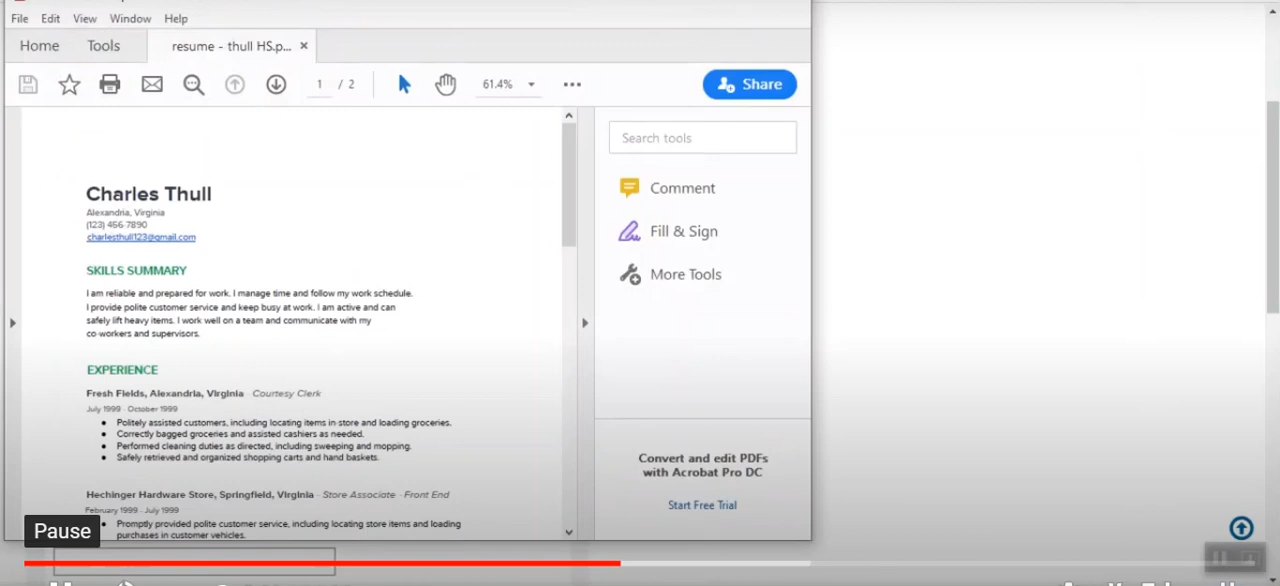 File Edit View Window Help
Home Tools resume - thull HS.p... ×
1 / 2 61.4% Share
Search tools
Comment
Fill & Sign
More Tools
Convert and edit PDFs
with Acrobat Pro DC
Start Free Trial
Charles Thull
Alexandria, Virginia
(123) 456-7890
charlesthull123@gmail.com
SKILLS SUMMARY
I am reliable and prepared for work. I manage time and follow my work schedule.
I provide polite customer service and keep busy at work. I am active and can
safely lift heavy items. I work well on a team and communicate with my
co-workers and supervisors.
EXPERIENCE
Fresh Fields, Alexandria, Virginia - Courtesy Clerk
July 1999 - October 1999
● Politely assisted customers, including locating items in-store and loading groceries.
● Correctly bagged groceries and assisted cashiers as needed.
● Performed cleaning duties as directed, including sweeping and mopping.
● Safely retrieved and organized shopping carts and hand baskets.
Hechinger Hardware Store, Springfield, Virginia - Store Associate - Front End
February 1999 - July 1999
● Promptly provided polite customer service, including locating store items and loading
purchases in customer vehicles.
Pause